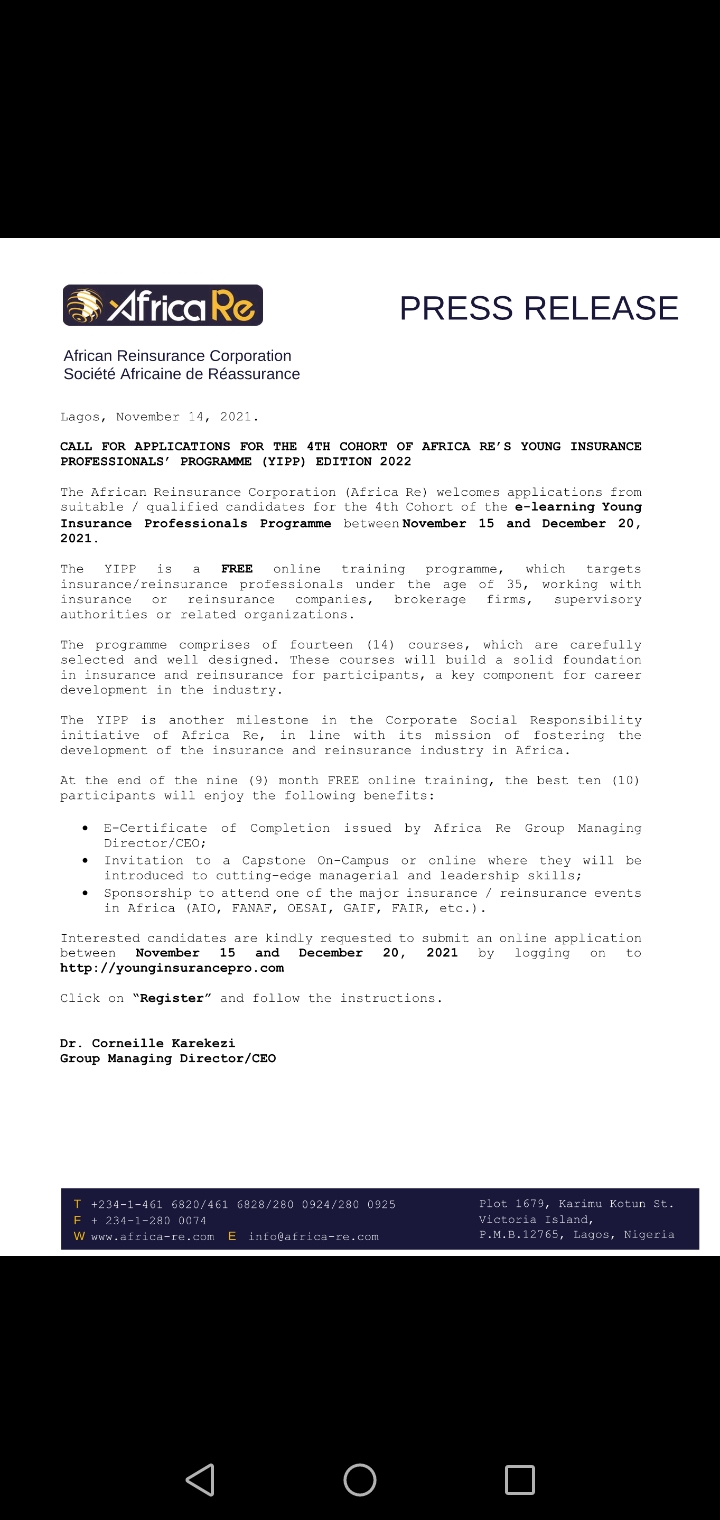 AfricaRe
PRESS RELEASE
African Reinsurance Corporation
Société Africaine de Réassurance
Lagos, November 14, 2021.
CALL FOR APPLICATIONS FOR THE 4TH COHORT OF AFRICA RE'S YOUNG INSURANCE
PROFESSIONALS' PROGRAMME (YIPP) EDITION 2022
The African Reinsurance Corporation (Africa Re) welcomes applications from
suitable / qualified candidates for the 4th Cohort of the e-learning Young
Insurance Professionals Programme between November 15 and December 20,
2021.
The YIPP is a FREE online training programme, which targets
insurance/reinsurance professionals under the age of 35, working with
insurance or reinsurance companies, brokerage firms, supervisory
authorities or related organizations.
The programme comprises of fourteen (14) courses, which are carefully
selected and well designed. These courses will build a solid foundation
in insurance and reinsurance for participants, a key component for career
development in the industry.
The YIPP is another milestone in the Corporate Social Responsibility
initiative of Africa Re, in line with its mission of fostering the
development of the insurance and reinsurance industry in Africa.
At the end of the nine (9) month FREE online training, the best ten (10)
participants will enjoy the following benefits:
• E-Certificate of Completion issued by Africa Re Group Managing
Director/CEO;
• Invitation to a Capstone On-Campus or online where they will be
introduced to cutting-edge managerial and leadership skills;
• Sponsorship to attend one of the major insurance / reinsurance events
in Africa (AIO, FANAF, OESAI, GAIF, FAIR, etc.).
Interested candidates are kindly requested to submit an online application
between November 15 and December 20, 2021 by logging on to
http://younginsurancepro.com
Click on "Register" and follow the instructions.
Dr. Corneille Karekezi
Group Managing Director/CEO
T +234-1-461 6820/461 6828/280 0924/280 0925
F + 234-1-280 0074
W www.africa-re.com E info@africa-re.com
Plot 1679, Karimu Kotun St.
Victoria Island,
P.M.B.12765, Lagos, Nigeria